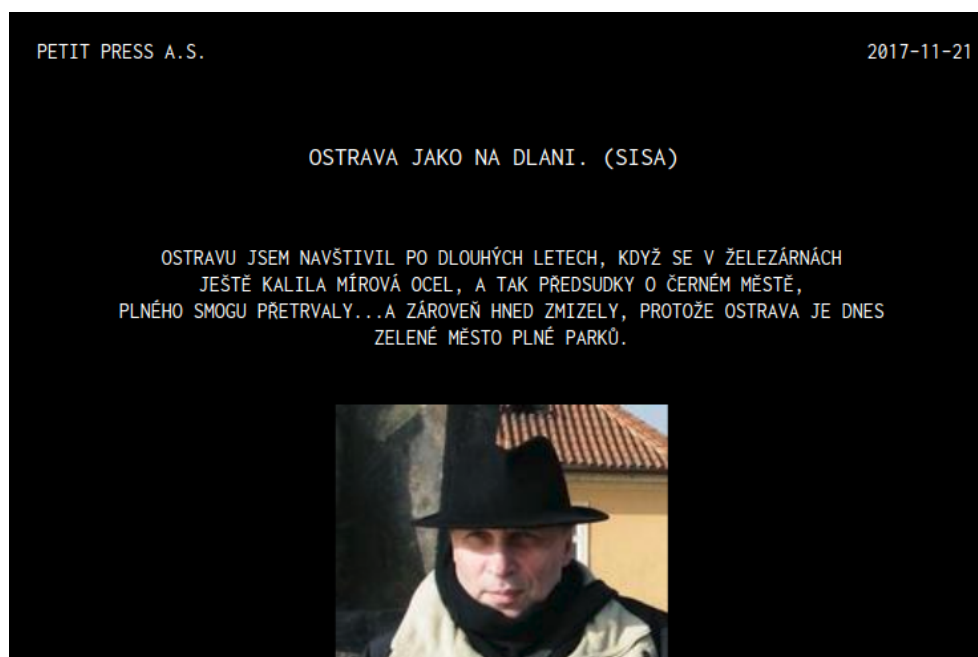 PETIT PRESS A.S.
2017-11-21
OSTRAVA JAKO NA DLANI. (SISA)
OSTRAVU JSEM NAVŠTIVIL PO DLOUHÝCH LETECH, KDYŽ SE V ŽELEZÁRNÁCH
JEŠTĚ KALILA MÍROVÁ OCEL, A TAK PŘEDSUDKY O ČERNÉM MĚSTĚ,
PLNÉHO SMOGU PŘETRVALY...A ZÁROVEŇ HNED ZMIZELY, PROTOŽE OSTRAVA JE DNES
ZELENÉ MĚSTO PLNÉ PARKŮ.